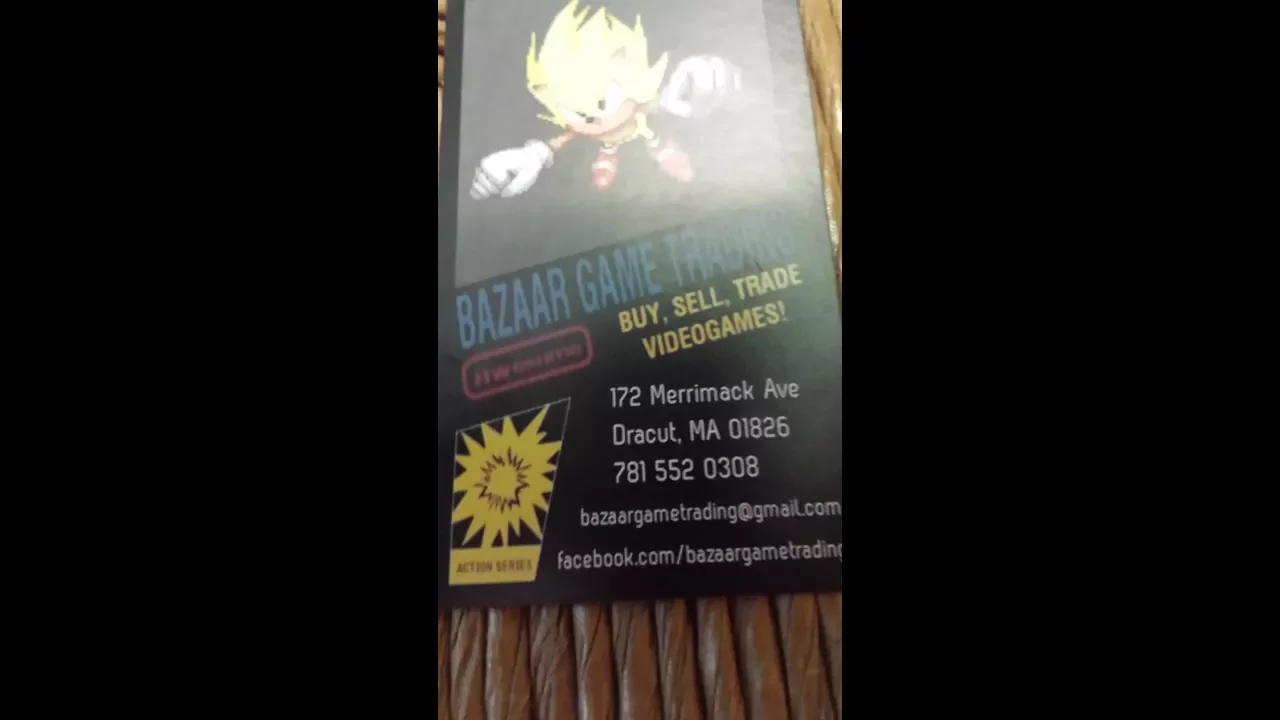 BAZAAR GAME TRADING
BUY, SELL, TRADE
VIDEOGAMES!
172 Merrimack Ave
Dracut, MA 01826
781 552 0308
bazaargametrading@gmail.com
facebook.com/bazaargametrading
ACTION SERIES